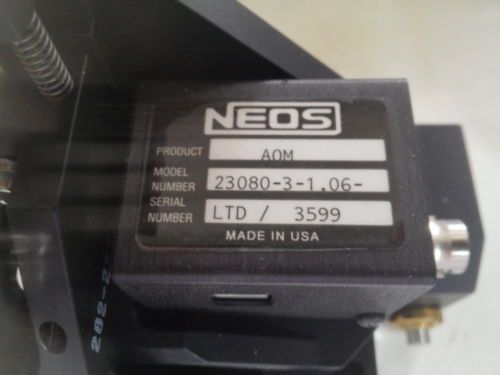 NEOS
PRODUCT AOM
MODEL NUMBER 23080-3-1.06-
SERIAL NUMBER LTD / 3599
MADE IN USA